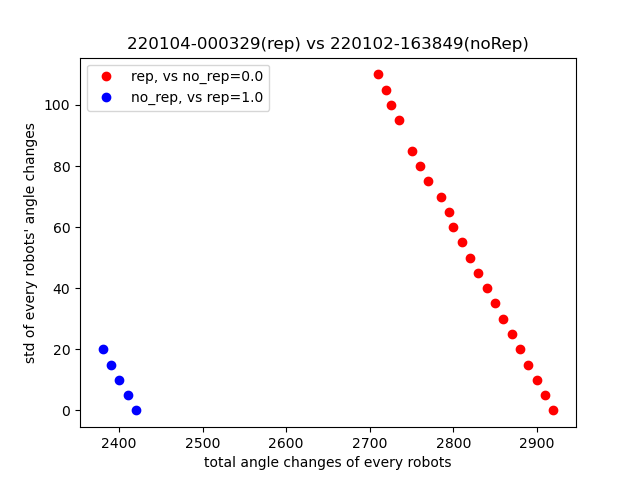 220104-000329(rep) vs 220102-163849(noRep)
rep, vs no_rep=0.0
no_rep, vs rep=1.0
std of every robots' angle changes
100
80
60
40
20
0
2400 2500 2600 2700 2800 2900
total angle changes of every robots